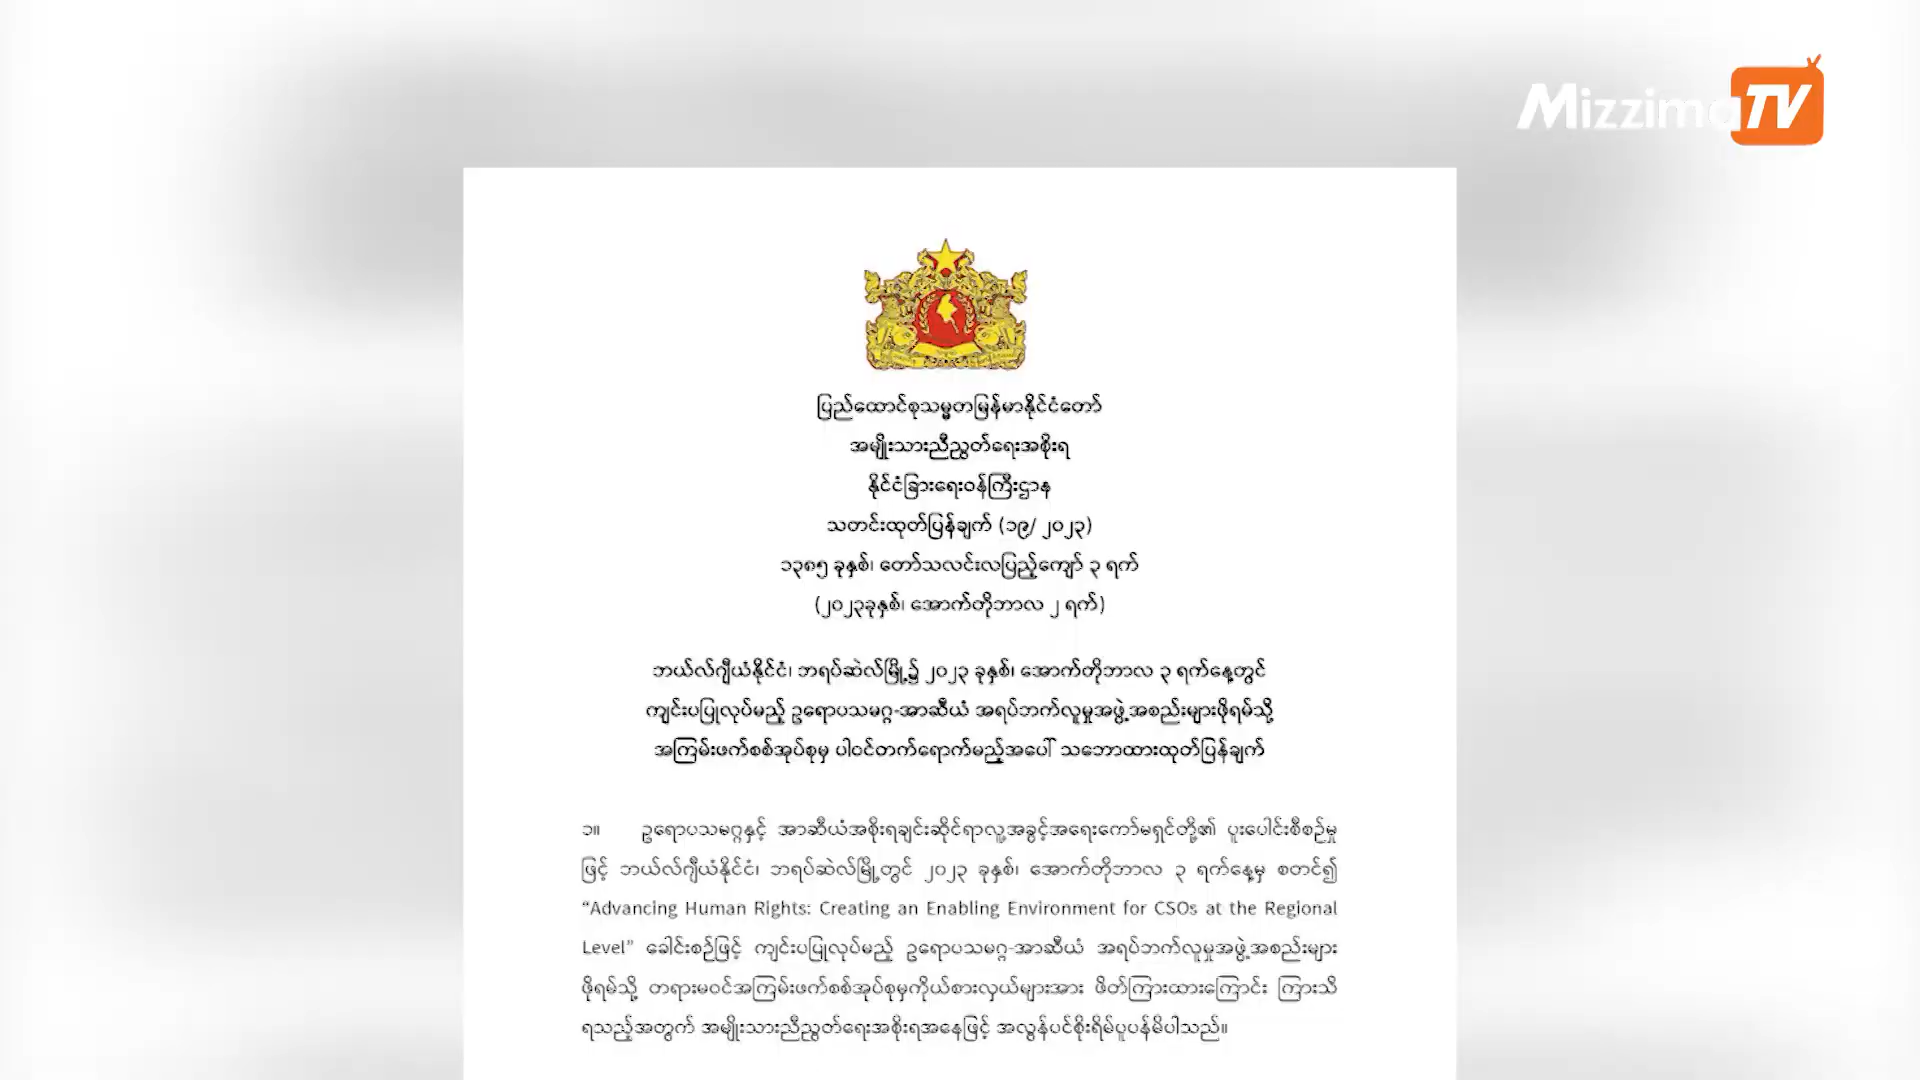 Mizzima TV
ပြည်ထောင်စုသမ္မတမြန်မာနိုင်ငံတော်
အမျိုးသားညီညွတ်ရေးအစိုးရ
နိုင်ငံခြားရေးဝန်ကြီးဌာန
သတင်းထုတ်ပြန်ချက် (၁၉/ ၂၀၂၃)
၁၃၈၅ ခုနှစ်၊ တော်သလင်းလပြည့်ကျော် ၃ ရက်
(၂၀၂၃ခုနှစ်၊ အောက်တိုဘာလ ၂ ရက်)
ဘယ်လ်ဂျီယံနိုင်ငံ၊ ဘရပ်ဆဲလ်မြို့၌ ၂၀၂၃ ခုနှစ်၊ အောက်တိုဘာလ ၃ ရက်နေ့တွင်
ကျင်းပပြုလုပ်မည့် ဥရောပသမဂ္ဂ-အာဆီယံ အရပ်ဘက်လူမှုအဖွဲ့အစည်းများဖိုရမ်သို့
အကြမ်းဖက်စစ်အုပ်စုမှ ပါဝင်တက်ရောက်မည့်အပေါ် သဘောထားထုတ်ပြန်ချက်
၁။ ဥရောပသမဂ္ဂနှင့် အာဆီယံအစိုးရချင်းဆိုင်ရာလူ့အခွင့်အရေးကော်မရှင်တို့၏ ပူးပေါင်းစီစဉ်မှု
ဖြင့် ဘယ်လ်ဂျီယံနိုင်ငံ၊ ဘရပ်ဆဲလ်မြို့တွင် ၂၀၂၃ ခုနှစ်၊ အောက်တိုဘာလ ၃ ရက်နေ့မှ စတင်၍
“Advancing Human Rights: Creating an Enabling Environment for CSOs at the Regional
Level” ခေါင်းစဉ်ဖြင့် ကျင်းပပြုလုပ်မည့် ဥရောပသမဂ္ဂ-အာဆီယံ အရပ်ဘက်လူမှုအဖွဲ့အစည်းများ
ဖိုရမ်သို့ တရားမဝင်အကြမ်းဖက်စစ်အုပ်စုမှကိုယ်စားလှယ်များအား ဖိတ်ကြားထားကြောင်း ကြားသိ
ရသည့်အတွက် အမျိုးသားညီညွတ်ရေးအစိုးရအနေဖြင့် အလွန်ပင်စိုးရိမ်ပူပန်မိပါသည်။